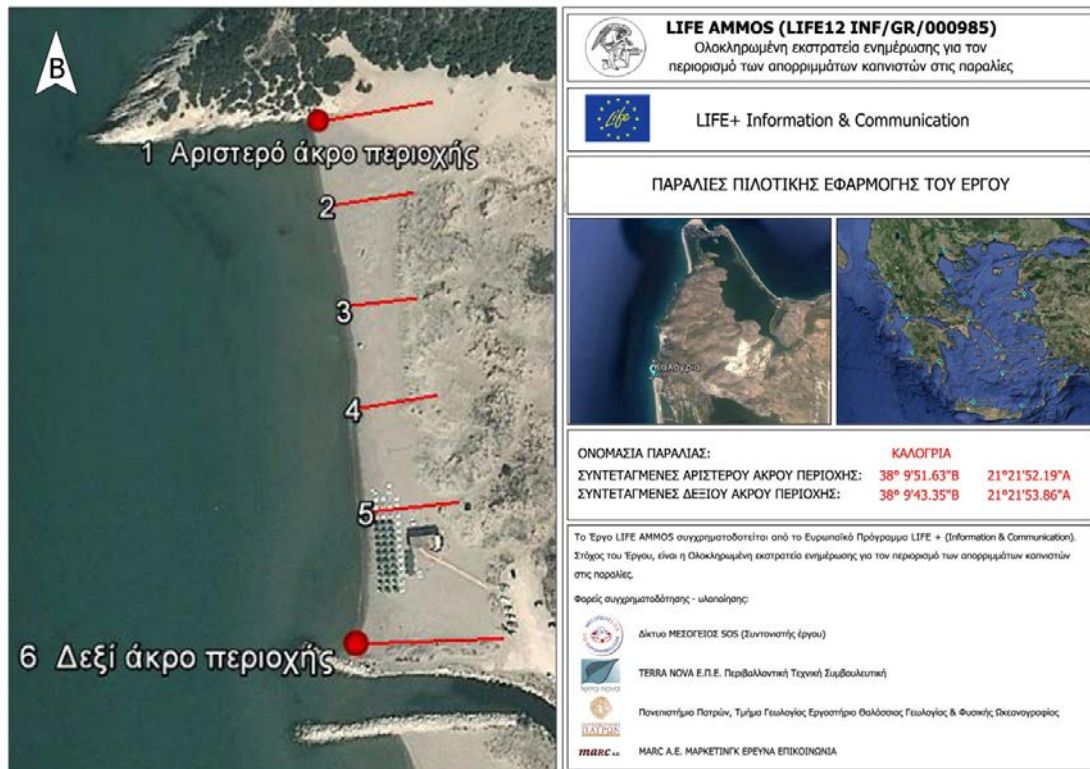 Β
1 Αριστερό άκρο περιοχής
2
3
4
5
6 Δεξί άκρο περιοχής
LIFE AMMOS (LIFE12 INF/GR/000985)
Ολοκληρωμένη εκστρατεία ενημέρωσης για τον
περιορισμό των απορριμμάτων καπνιστών στις παραλίες
Life
LIFE+ Information & Communication
ΠΑΡΑΛΙΕΣ ΠΙΛΟΤΙΚΗΣ ΕΦΑΡΜΟΓΗΣ ΤΟΥ ΕΡΓΟΥ
Καλόγρια
ΟΝΟΜΑΣΙΑ ΠΑΡΑΛΙΑΣ: ΚΑΛΟΓΡΙΑ
ΣΥΝΤΕΤΑΓΜΕΝΕΣ ΑΡΙΣΤΕΡΟΥ ΑΚΡΟΥ ΠΕΡΙΟΧΗΣ: 38° 9'51.63"Β 21°21'52.19"Α
ΣΥΝΤΕΤΑΓΜΕΝΕΣ ΔΕΞΙΟΥ ΑΚΡΟΥ ΠΕΡΙΟΧΗΣ: 38° 9'43.35"Β 21°21'53.86"Α
Το Έργο LIFE AMMOS συγχρηματοδοτείται από το Ευρωπαϊκό Πρόγραμμα LIFE + (Information & Communication).
Στόχος του Έργου, είναι η Ολοκληρωμένη εκστρατεία ενημέρωσης για τον περιορισμό των απορριμμάτων καπνιστών
στις παραλίες.
Φορείς συγχρηματοδότησης - υλοποίησης:
Δίκτυο ΜΕΣΟΓΕΙΟΣ SOS (Συντονιστής έργου)
terra nova
TERRA NOVA Ε.Π.Ε. Περιβαλλοντική Τεχνική Συμβουλευτική
ΠΑΤΡΩΝ
Πανεπιστήμιο Πατρών, Τμήμα Γεωλογίας Εργαστήριο Θαλάσσιας Γεωλογίας & Φυσικής Ωκεανογραφίας
marc α.ε.
MARC Α.Ε. ΜΑΡΚΕΤΙΝΓΚ ΕΡΕΥΝΑ ΕΠΙΚΟΙΝΩΝΙΑ